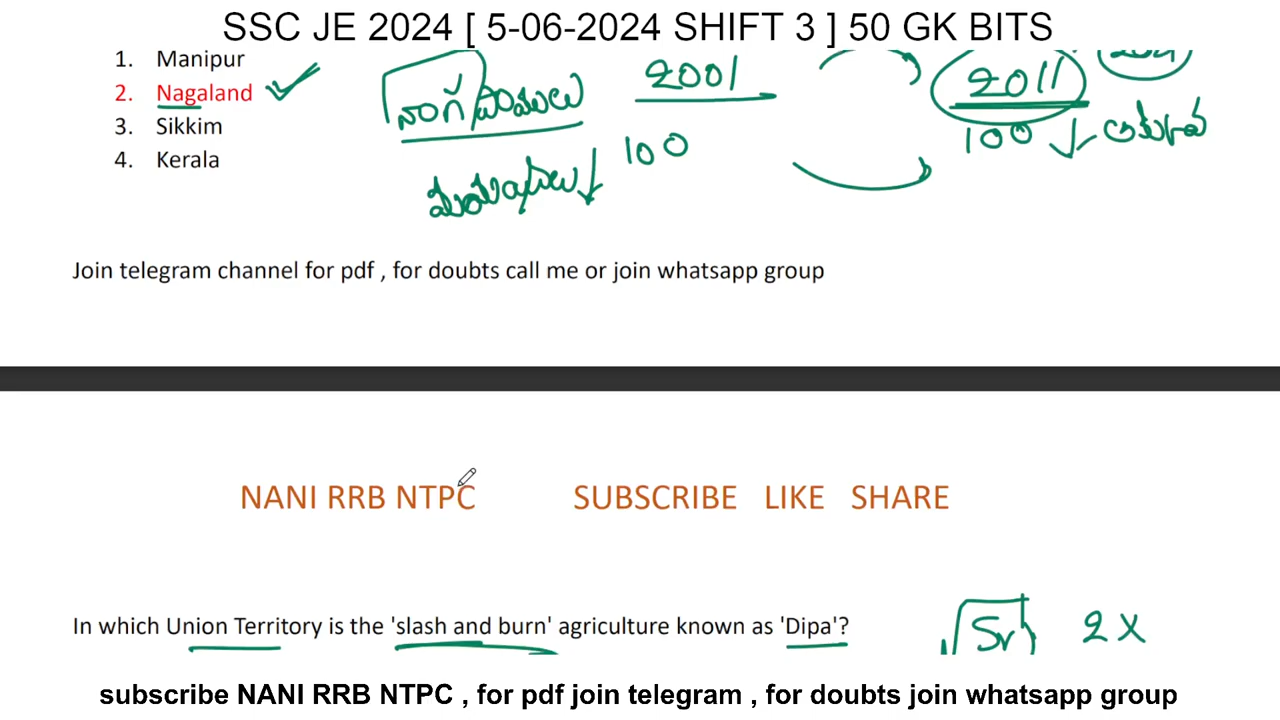 SSC JE 2024 [ 5-06-2024 SHIFT 3 ] 50 GK BITS
1. Manipur
2. Nagaland
3. Sikkim
4. Kerala
2001
100
2011
100
Join telegram channel for pdf , for doubts call me or join whatsapp group
NANI RRB NTPC SUBSCRIBE LIKE SHARE
In which Union Territory is the 'slash and burn' agriculture known as 'Dipa'?
2 X
subscribe NANI RRB NTPC , for pdf join telegram , for doubts join whatsapp group